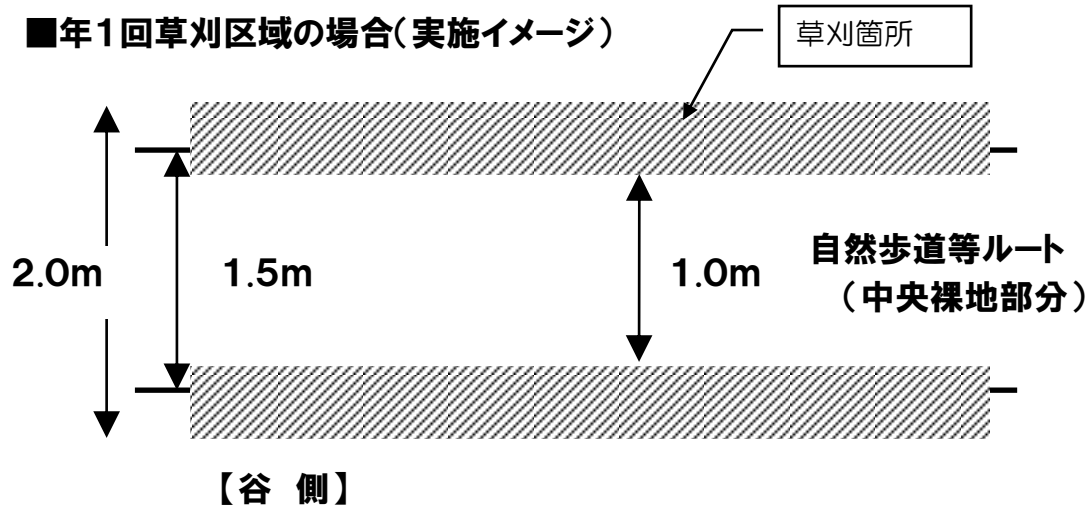 ■年1回草刈区域の場合(実施イメージ)
草刈箇所
2.0m
1.5m
1.0m
自然歩道等ルート
(中央裸地部分)
【谷 側】